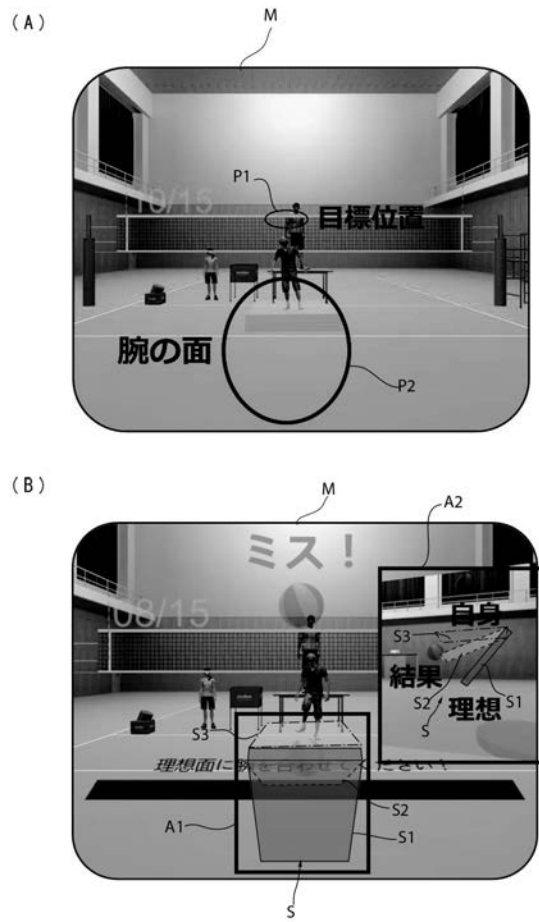 (A)
M
10/15
P1
目標位置
腕の面
P2
(B)
M
A2
ミス!
08/15
自身
S3
結果
S2
S1
理想
S
S3
理想面に腕を合わせてください!
S2
A1
S1
S